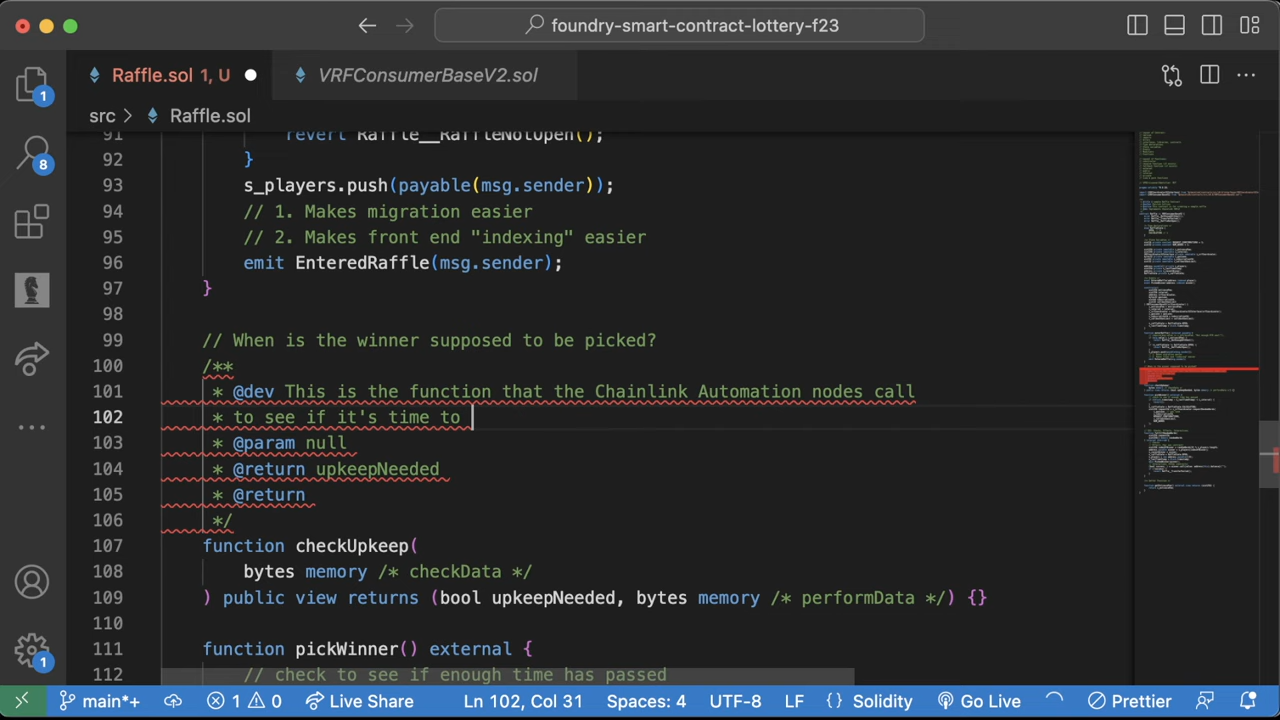 foundry-smart-contract-lottery-f23
Raffle.sol 1, U
VRFConsumerBaseV2.sol
src > Raffle.sol
1
8
1
91 revert Raffle__RaffleNotOpen();
92 }
93 s_players.push(payable(msg.sender));
94 // 1. Makes migration easier
95 // 2. Makes front end "indexing" easier
96 emit EnteredRaffle(msg.sender);
97 }
98
99 // When is the winner supposed to be picked?
100 /**
101 * @dev This is the function that the Chainlink Automation nodes call
102 * to see if it's time to
103 * @param null
104 * @return upkeepNeeded
105 * @return
106 */
107 function checkUpkeep(
108 bytes memory /* checkData */
109 ) public view returns (bool upkeepNeeded, bytes memory /* performData */) {}
110
111 function pickWinner() external {
112 // check to see if enough time has passed
main*+ 1 0 Live Share Ln 102, Col 31 Spaces: 4 UTF-8 LF {} Solidity Go Live Prettier